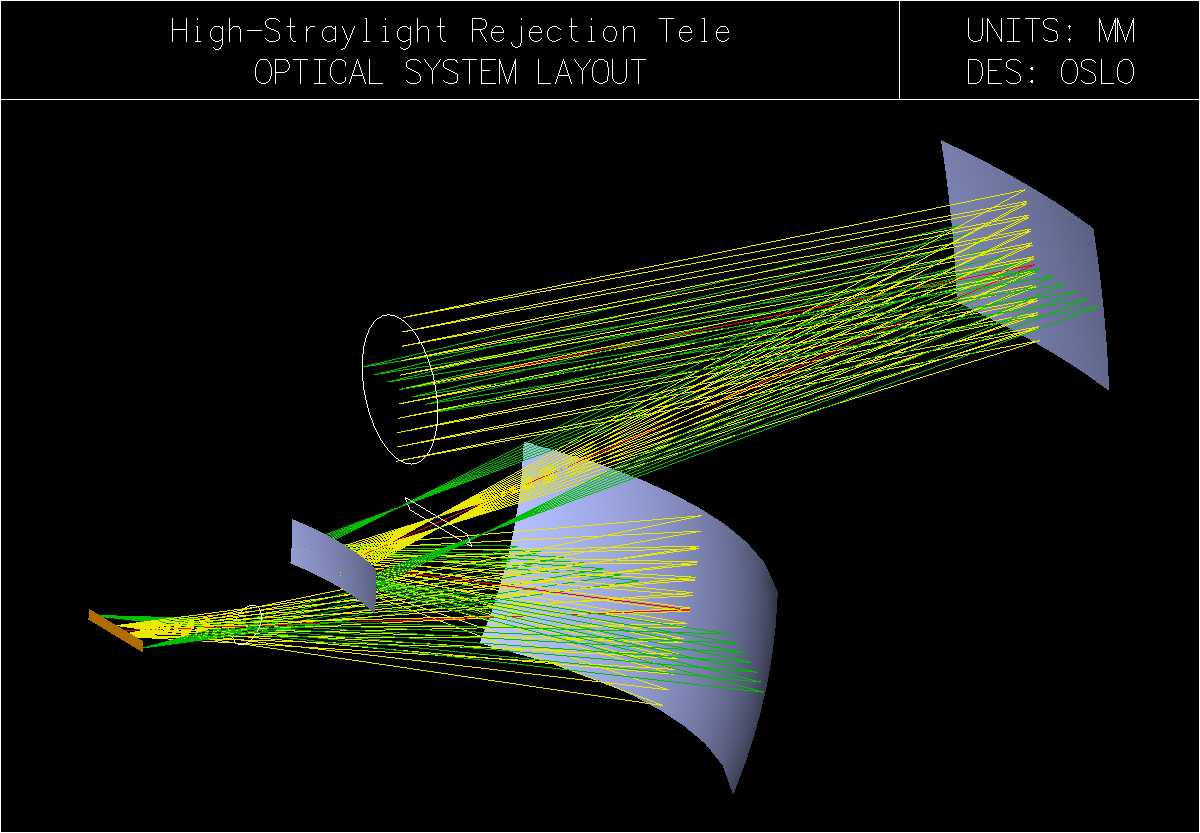 High-Straylight Rejection Tele
OPTICAL SYSTEM LAYOUT
UNITS: MM
DES: OSLO